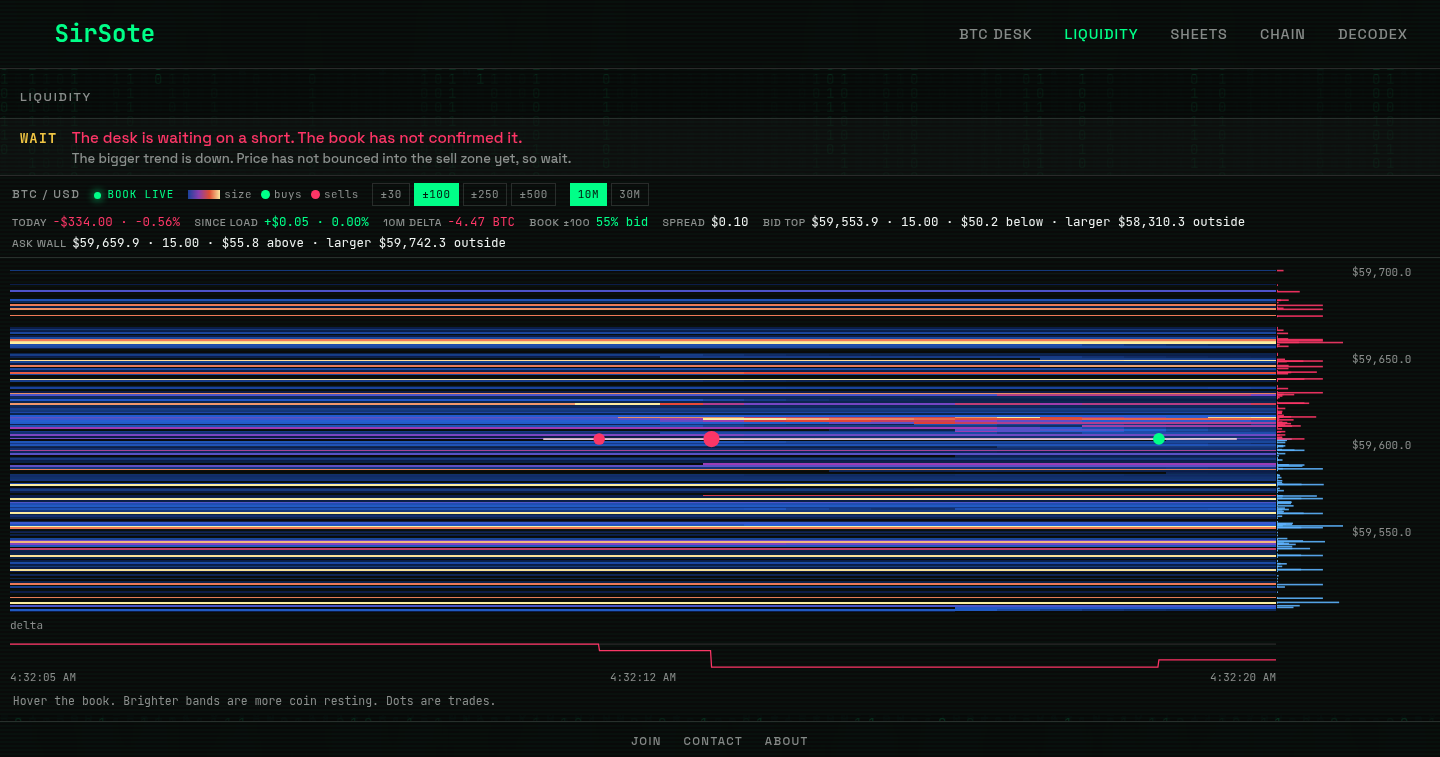 SirSote
BTC DESK LIQUIDITY SHEETS CHAIN DECODEX
LIQUIDITY
WAIT The desk is waiting on a short. The book has not confirmed it.
The bigger trend is down. Price has not bounced into the sell zone yet, so wait.
BTC / USD BOOK LIVE size buys sells ±30 ±100 ±250 ±500 10M 30M
TODAY -$334.00 · -0.56% SINCE LOAD +$0.05 · 0.00% 10M DELTA -4.47 BTC BOOK ±100 55% bid SPREAD $0.10 BID TOP $59,553.9 · 15.00 · $50.2 below · larger $58,310.3 outside
ASK WALL $59,659.9 · 15.00 · $55.8 above · larger $59,742.3 outside
$59,700.0
$59,650.0
$59,600.0
$59,550.0
delta
4:32:05 AM 4:32:12 AM 4:32:20 AM
Hover the book. Brighter bands are more coin resting. Dots are trades.
JOIN CONTACT ABOUT